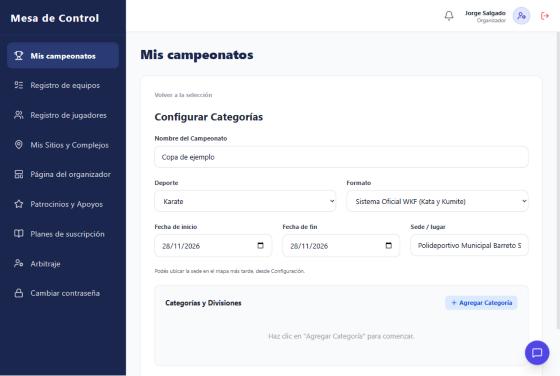 Mesa de Control
Jorge Salgado
Organizador
Mis campeonatos
Registro de equipos
Registro de jugadores
Mis Sitios y Complejos
Página del organizador
Patrocinios y Apoyos
Planes de suscripción
Arbitraje
Cambiar contraseña
Mis campeonatos
Volver a la selección
Configurar Categorías
Nombre del Campeonato
Copa de ejemplo
Deporte
Formato
Karate
Sistema Oficial WKF (Kata y Kumite)
Fecha de inicio
Fecha de fin
Sede / lugar
28/11/2026
28/11/2026
Polideportivo Municipal Barreto S
Podés ubicar la sede en el mapa más tarde, desde Configuración.
Categorías y Divisiones
+ Agregar Categoría
Haz clic en "Agregar Categoría" para comenzar.